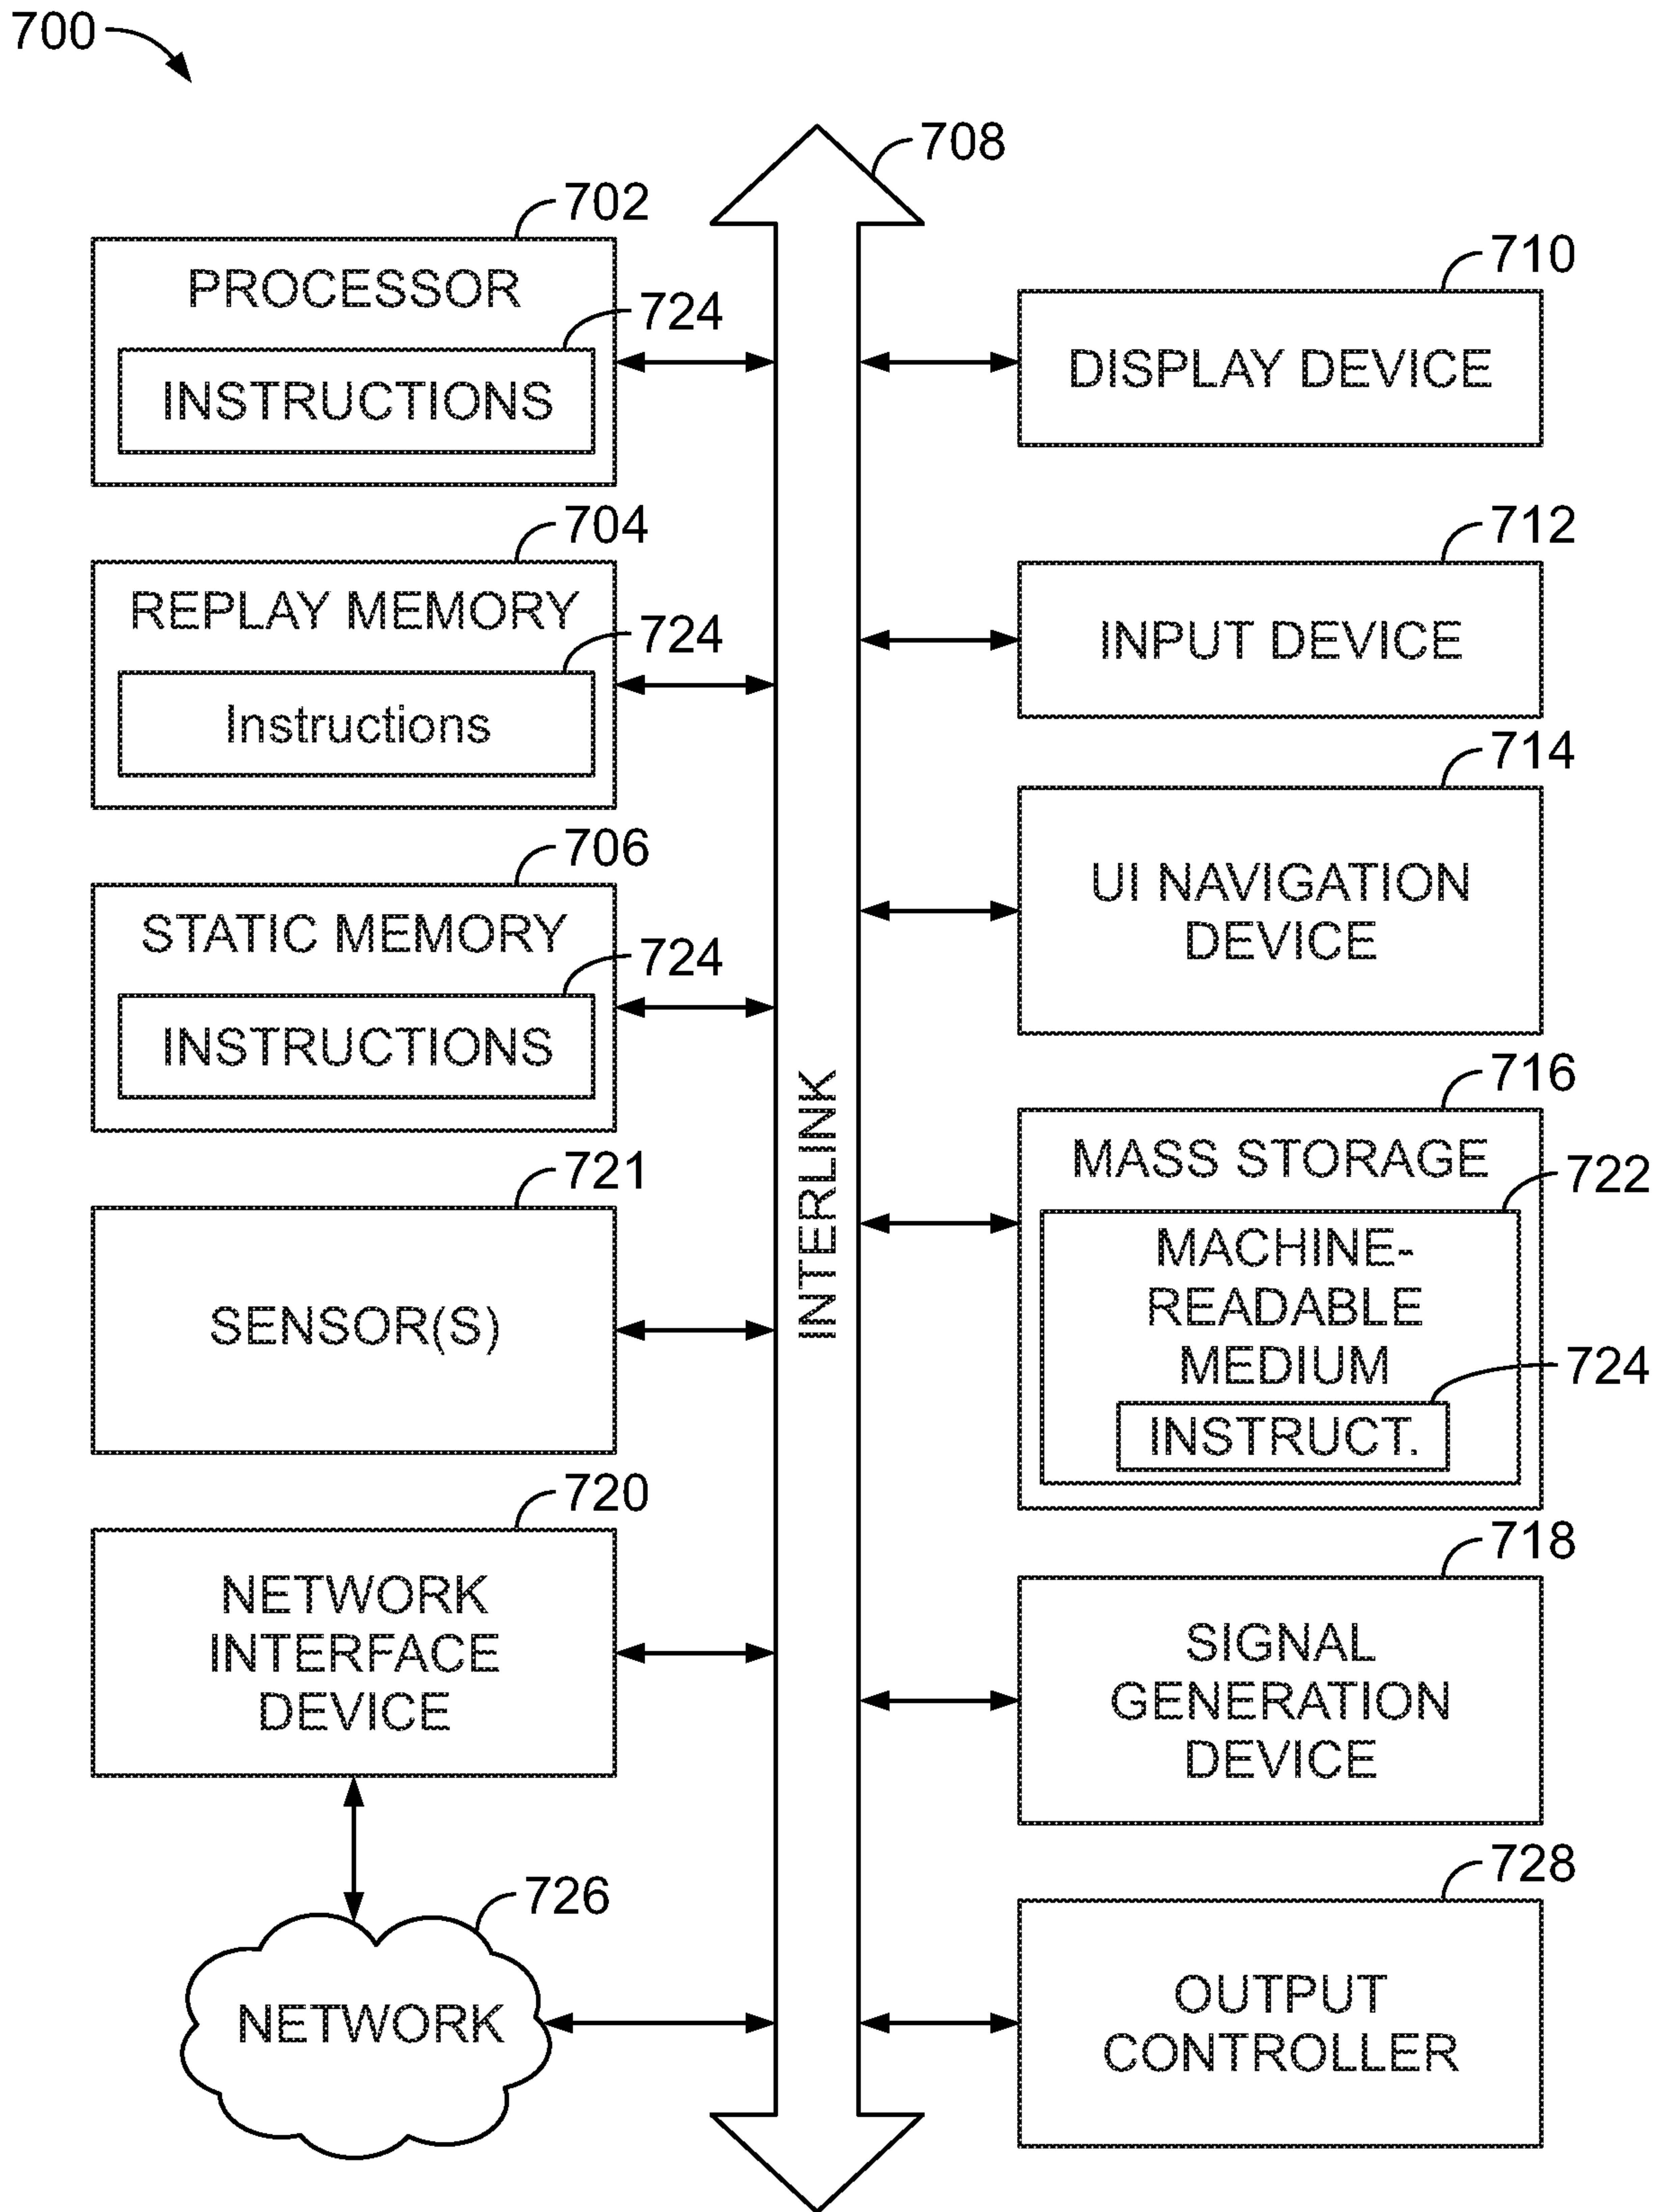 700
708
702
PROCESSOR
724
INSTRUCTIONS
704
REPLAY MEMORY
724
Instructions
706
STATIC MEMORY
724
INSTRUCTIONS
721
SENSOR(S)
720
NETWORK
INTERFACE
DEVICE
726
NETWORK
INTERLINK
710
DISPLAY DEVICE
712
INPUT DEVICE
714
UI NAVIGATION
DEVICE
716
MASS STORAGE
722
MACHINE-
READABLE
MEDIUM
724
INSTRUCT.
718
SIGNAL
GENERATION
DEVICE
728
OUTPUT
CONTROLLER